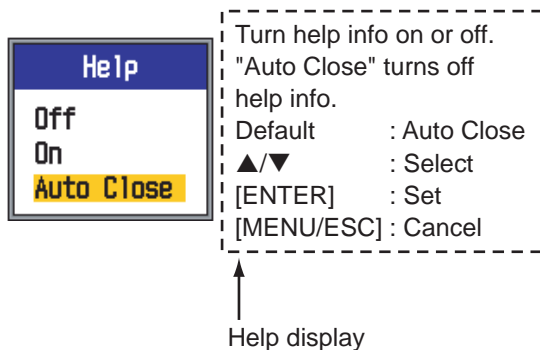 Help
Off
On
Auto Close
Turn help info on or off.
"Auto Close" turns off
help info.
Default : Auto Close
▲/▼ : Select
[ENTER] : Set
[MENU/ESC] : Cancel
Help display